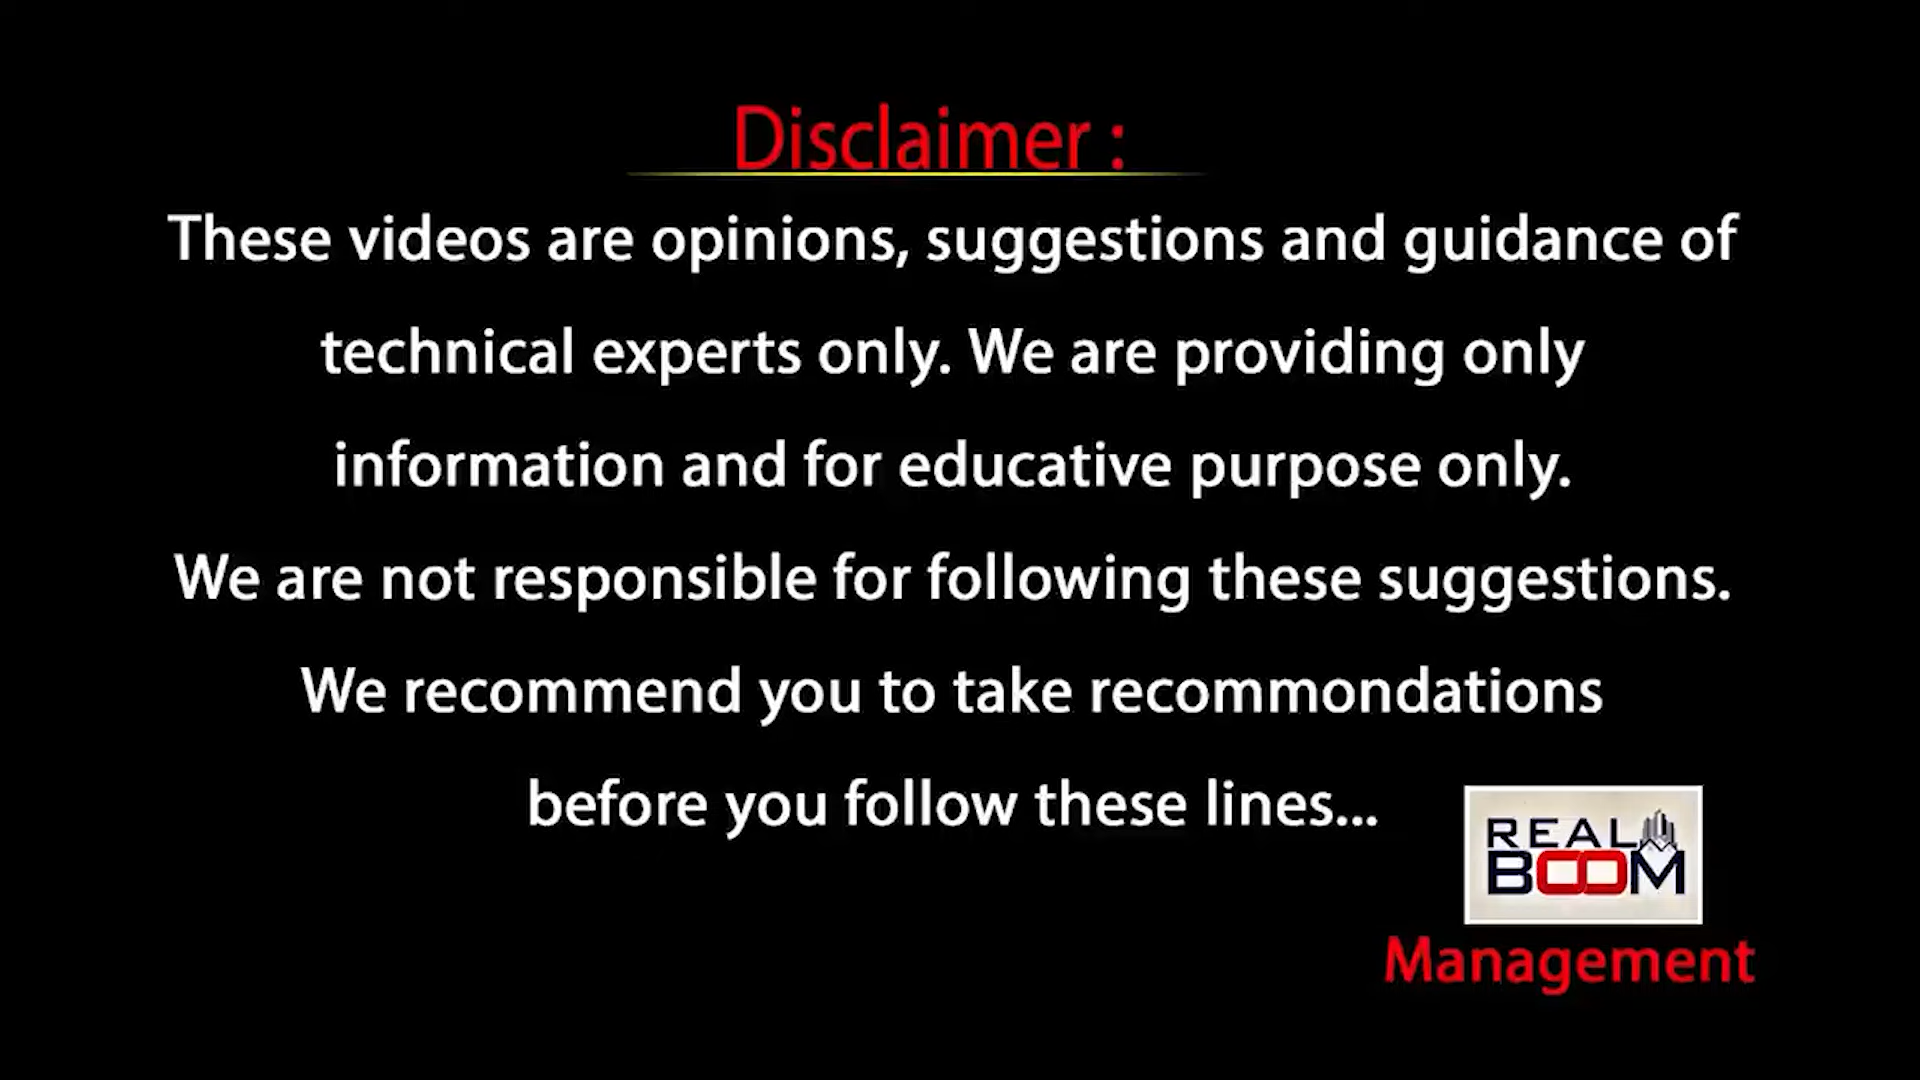 Disclaimer :
These videos are opinions, suggestions and guidance of
technical experts only. We are providing only
information and for educative purpose only.
We are not responsible for following these suggestions.
We recommend you to take recommondations
before you follow these lines...
REAL
BOOM
Management